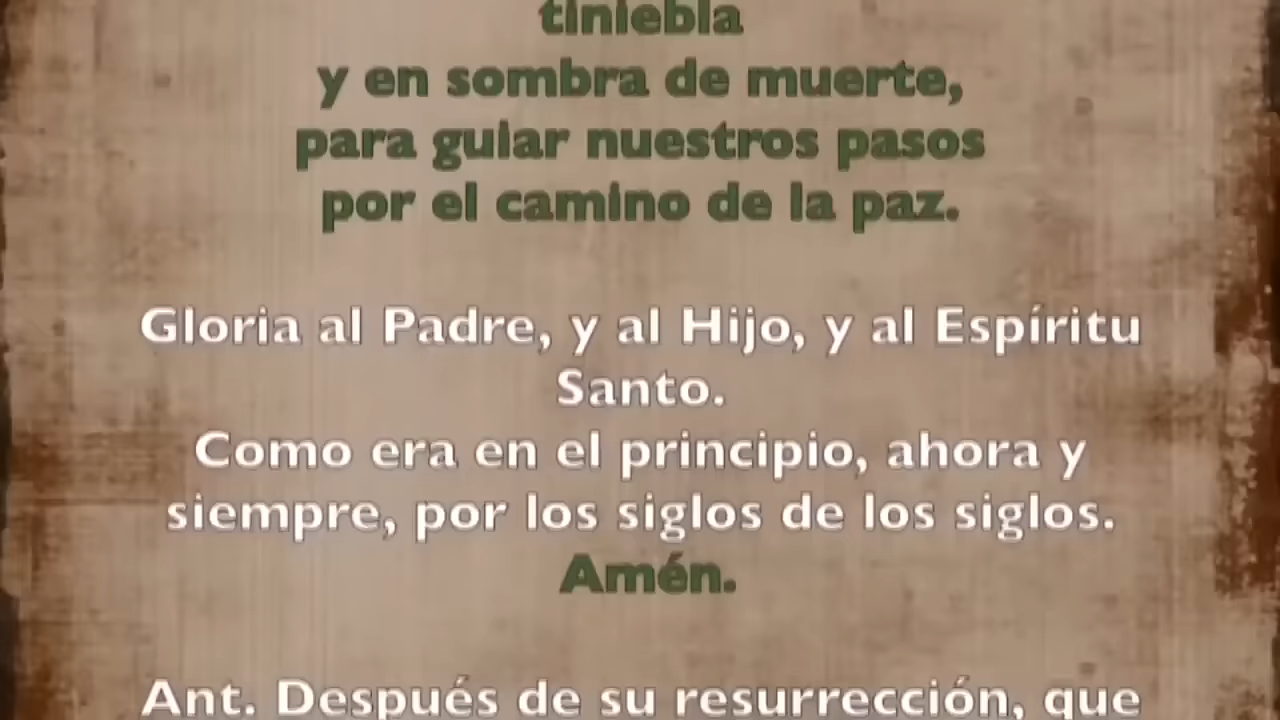 tiniebla
y en sombra de muerte,
para guiar nuestros pasos
por el camino de la paz.
Gloria al Padre, y al Hijo, y al Espíritu
Santo.
Como era en el principio, ahora y
siempre, por los siglos de los siglos.
Amén.
Ant. Después de su resurrección, que